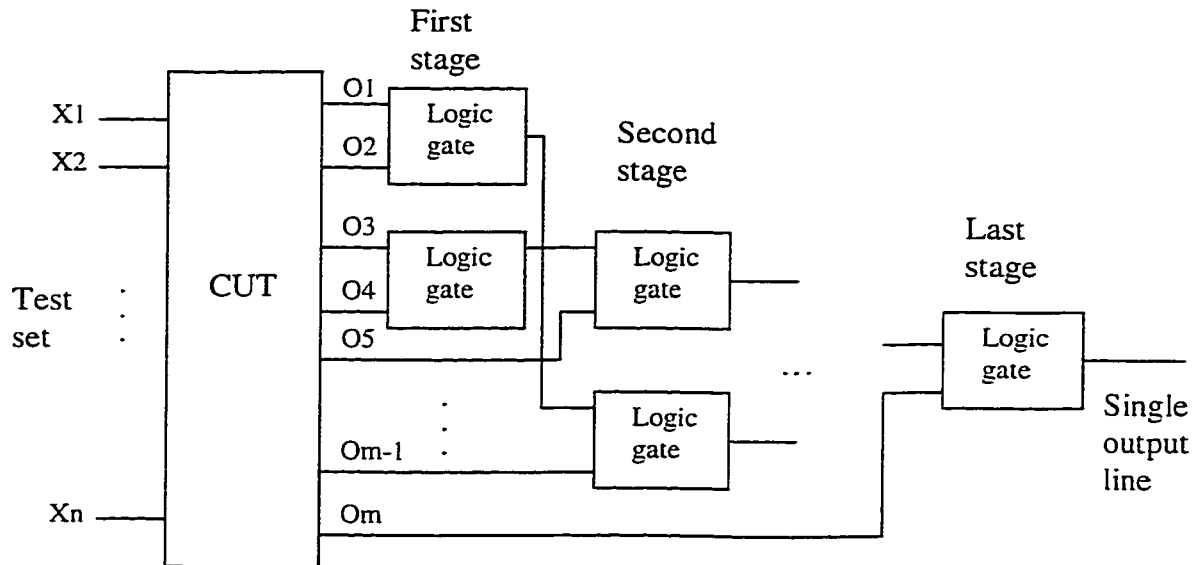 First
stage
O1
Logic
gate
X1
X2
O2
Second
stage
O3
Logic
gate
Logic
gate
Last
stage
CUT
O4
Test
set
O5
Logic
gate
...
Logic
gate
Single
output
line
Om-1
Xn
Om